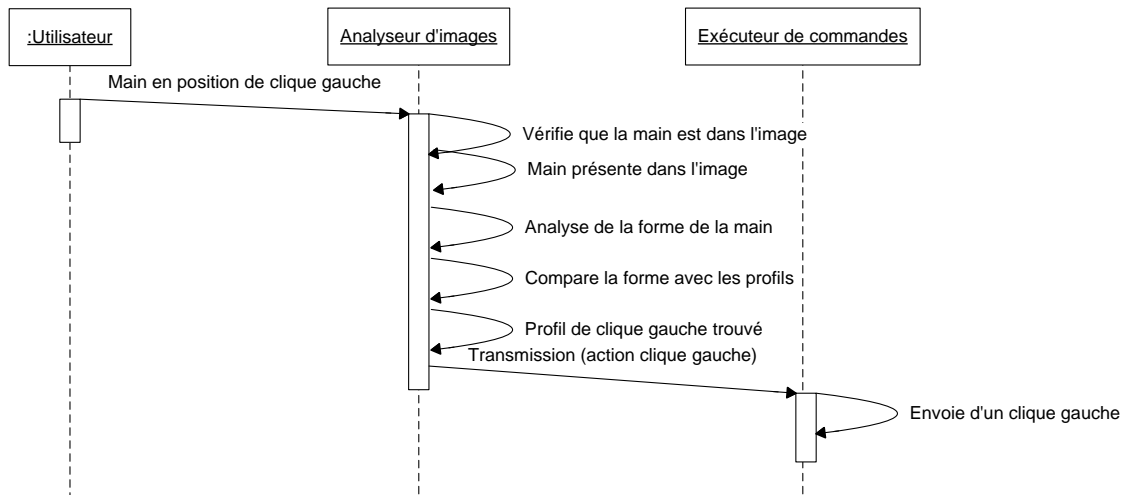 :Utilisateur
Analyseur d'images
Exécuteur de commandes
Main en position de clique gauche
Vérifie que la main est dans l'image
Main présente dans l'image
Analyse de la forme de la main
Compare la forme avec les profils
Profil de clique gauche trouvé
Transmission (action clique gauche)
Envoie d'un clique gauche